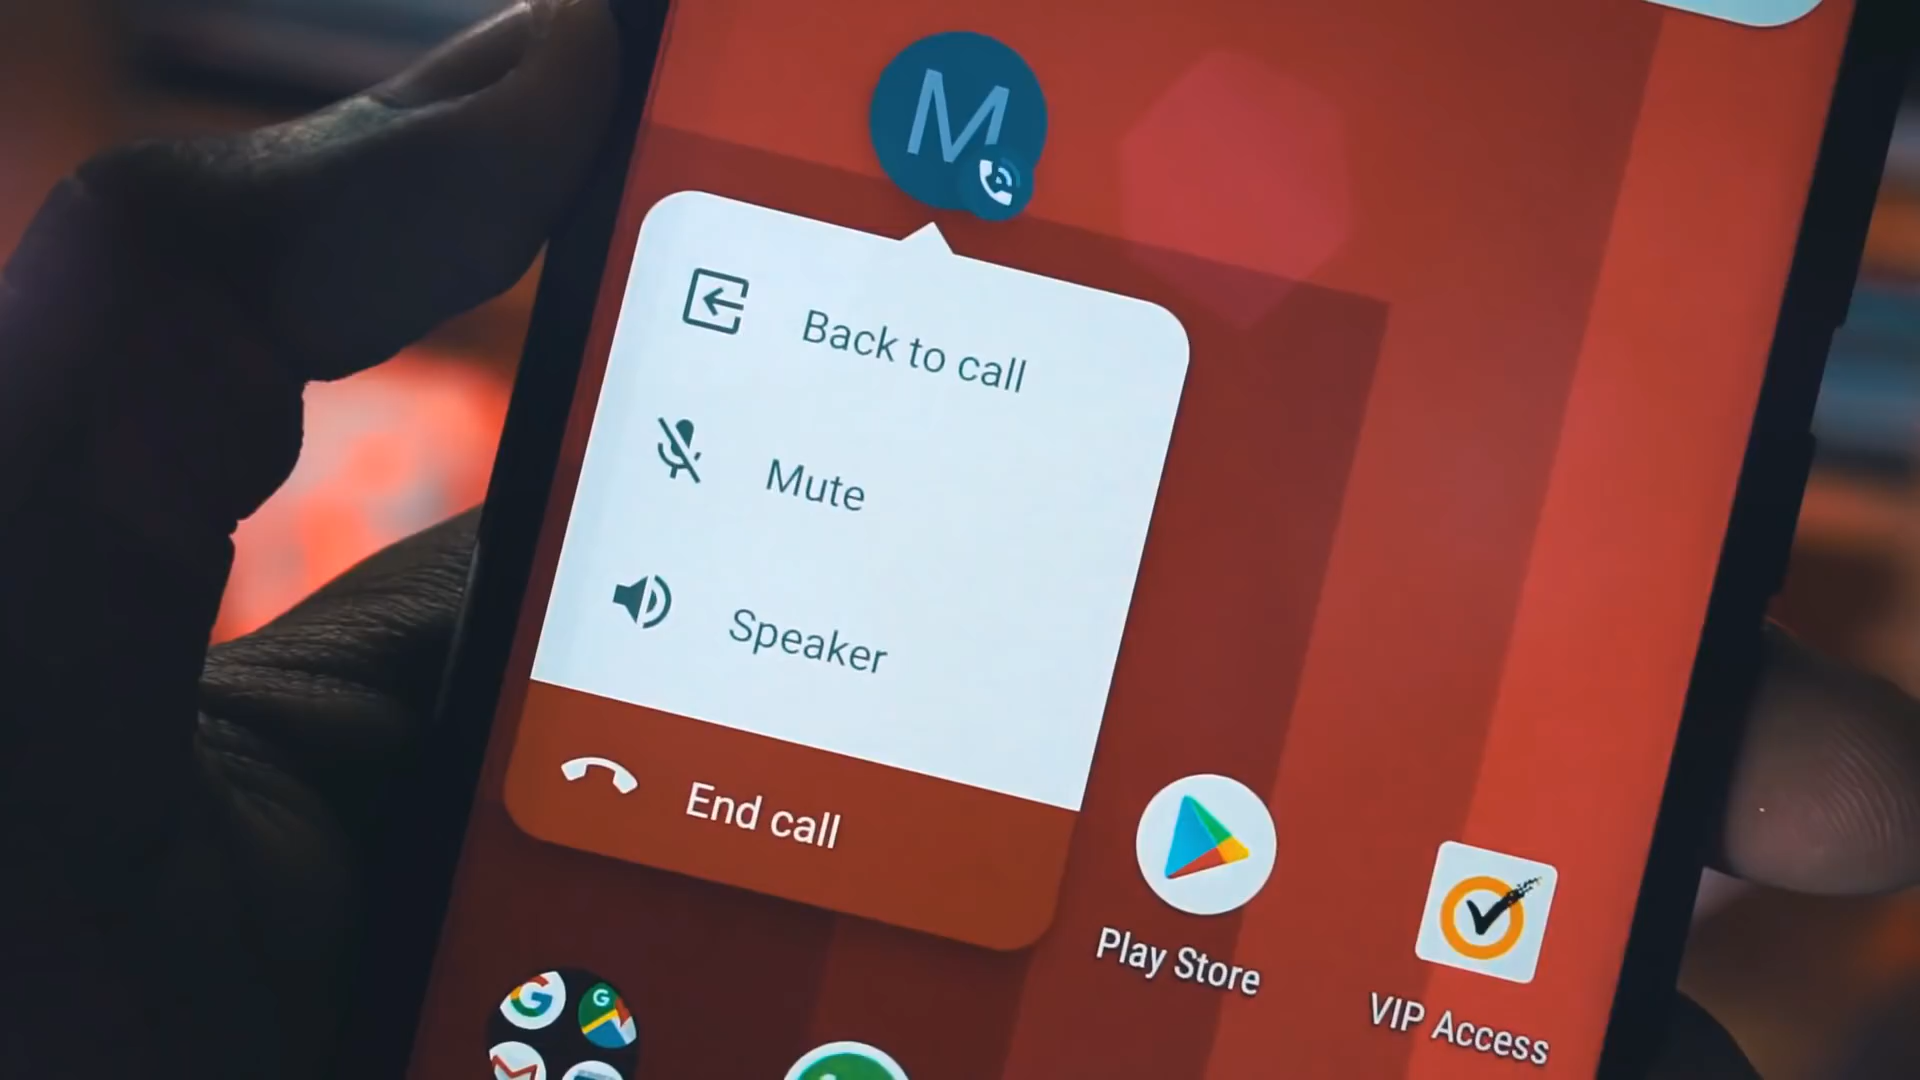 M
Back to call
Mute
Speaker
End call
Play Store
VIP Access
G
G